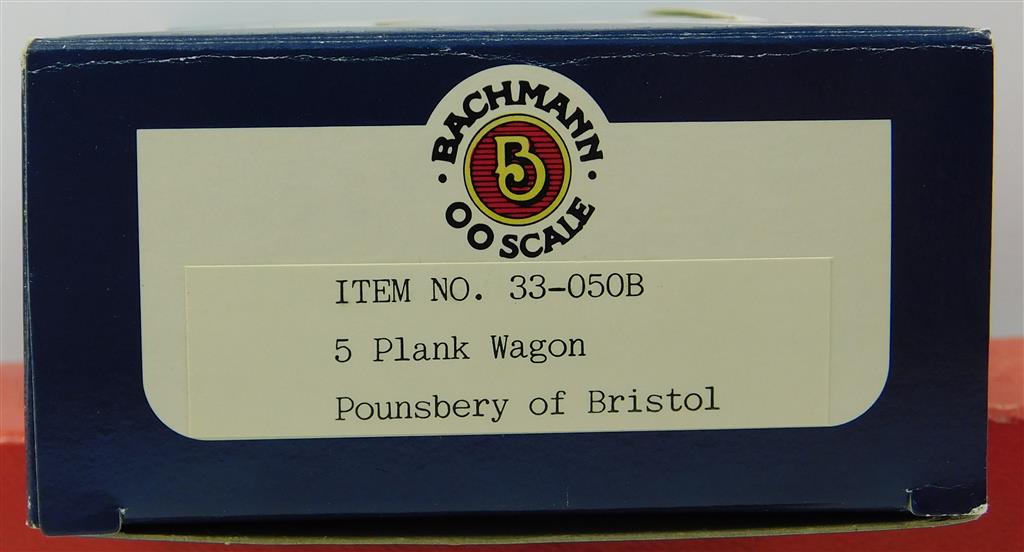 BACHMANN
B
OO SCALE
ITEM NO. 33-050B
5 Plank Wagon
Pounsbery of Bristol